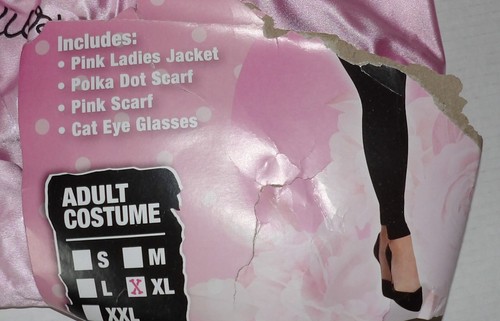 Includes:
• Pink Ladies Jacket
• Polka Dot Scarf
• Pink Scarf
• Cat Eye Glasses
ADULT
COSTUME
S M
L X XL
XXL